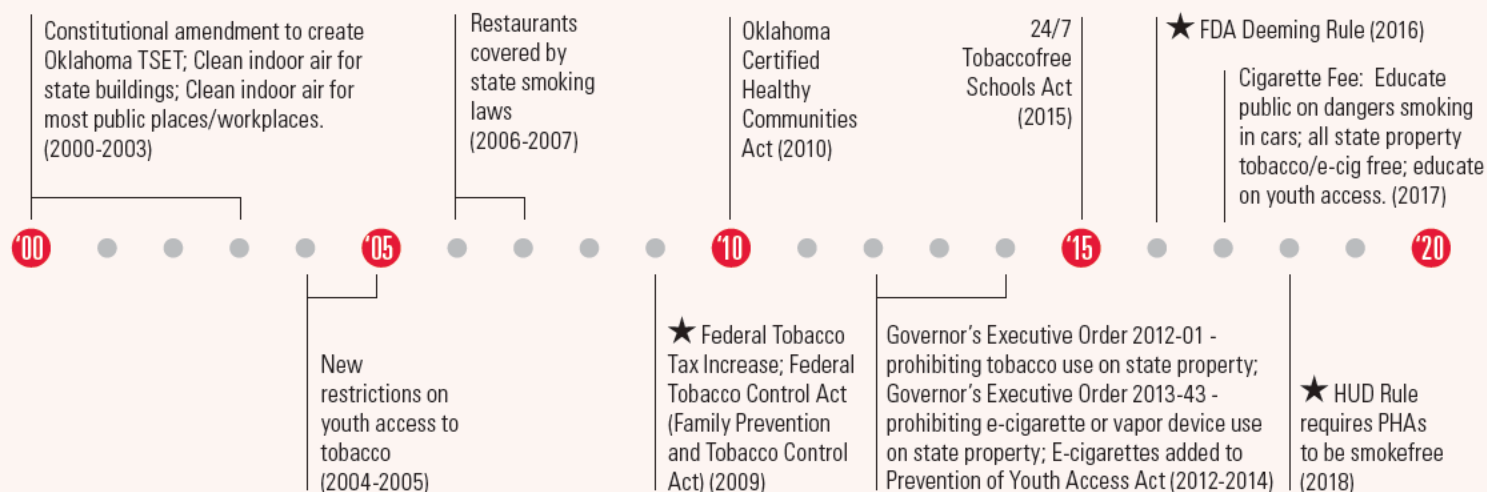 Constitutional amendment to create
Oklahoma TSET; Clean indoor air for
state buildings; Clean indoor air for
most public places/workplaces.
(2000-2003)
Restaurants
covered by
state smoking
laws
(2006-2007)
Oklahoma
Certified
Healthy
Communities
Act (2010)
24/7
Tobaccofree
Schools Act
(2015)
★ FDA Deeming Rule (2016)
Cigarette Fee: Educate
public on dangers smoking
in cars; all state property
tobacco/e-cig free; educate
on youth access. (2017)
‘00 ‘05 ‘10 ‘15 ‘20
New
restrictions on
youth access to
tobacco
(2004-2005)
★ Federal Tobacco
Tax Increase; Federal
Tobacco Control Act
(Family Prevention
and Tobacco Control
Act) (2009)
Governor’s Executive Order 2012-01 -
prohibiting tobacco use on state property;
Governor’s Executive Order 2013-43 -
prohibiting e-cigarette or vapor device use
on state property; E-cigarettes added to
Prevention of Youth Access Act (2012-2014)
★ HUD Rule
requires PHAs
to be smokefree
(2018)